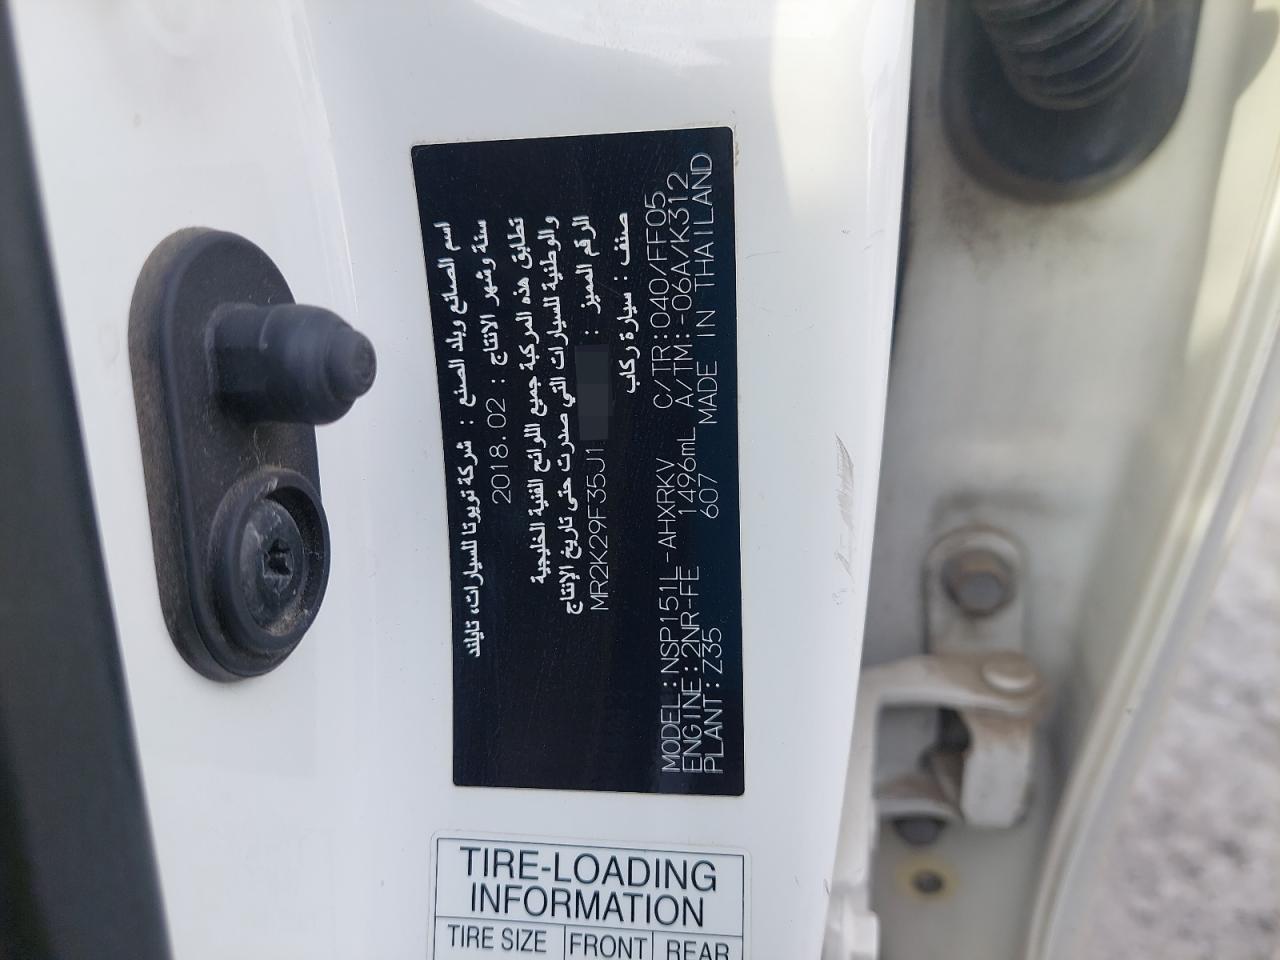 اسم الصانع وبلد الصنع : شركة تويوتا للسيارات، تايلند
سنة وشهر الانتاج : 2018.02
تطابق هذه المركبة جميع اللوائح الفنية الخليجية
والوطنية للسيارات التي صدرت حتى تاريخ الإنتاج
الرقم المميز : MR2K29F35J1
صنف : سيارة ركاب
MODEL:NSP151L-AHXRKV C/TR:040/FF05
ENGINE:2NR-FE 1496mL A/TM:-06A/K312
PLANT:Z35 607 MADE IN THAILAND
TIRE-LOADING
INFORMATION
TIRE SIZE FRONT REAR